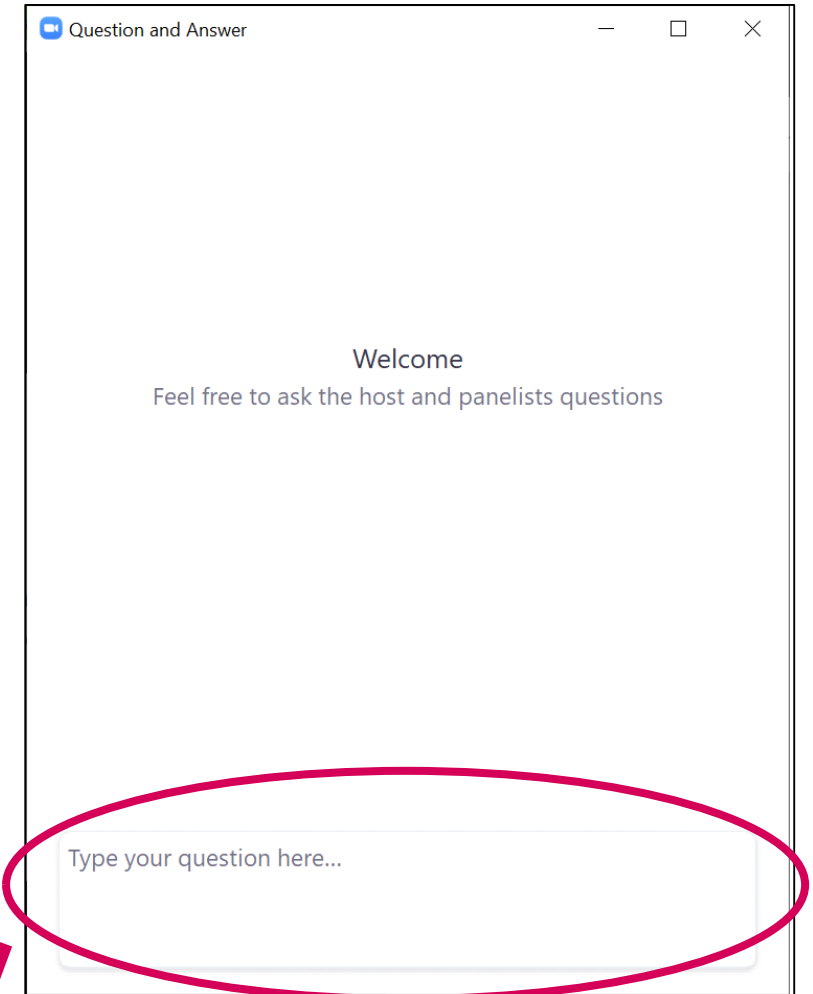 Question and Answer
Welcome
Feel free to ask the host and panelists questions
Type your question here...